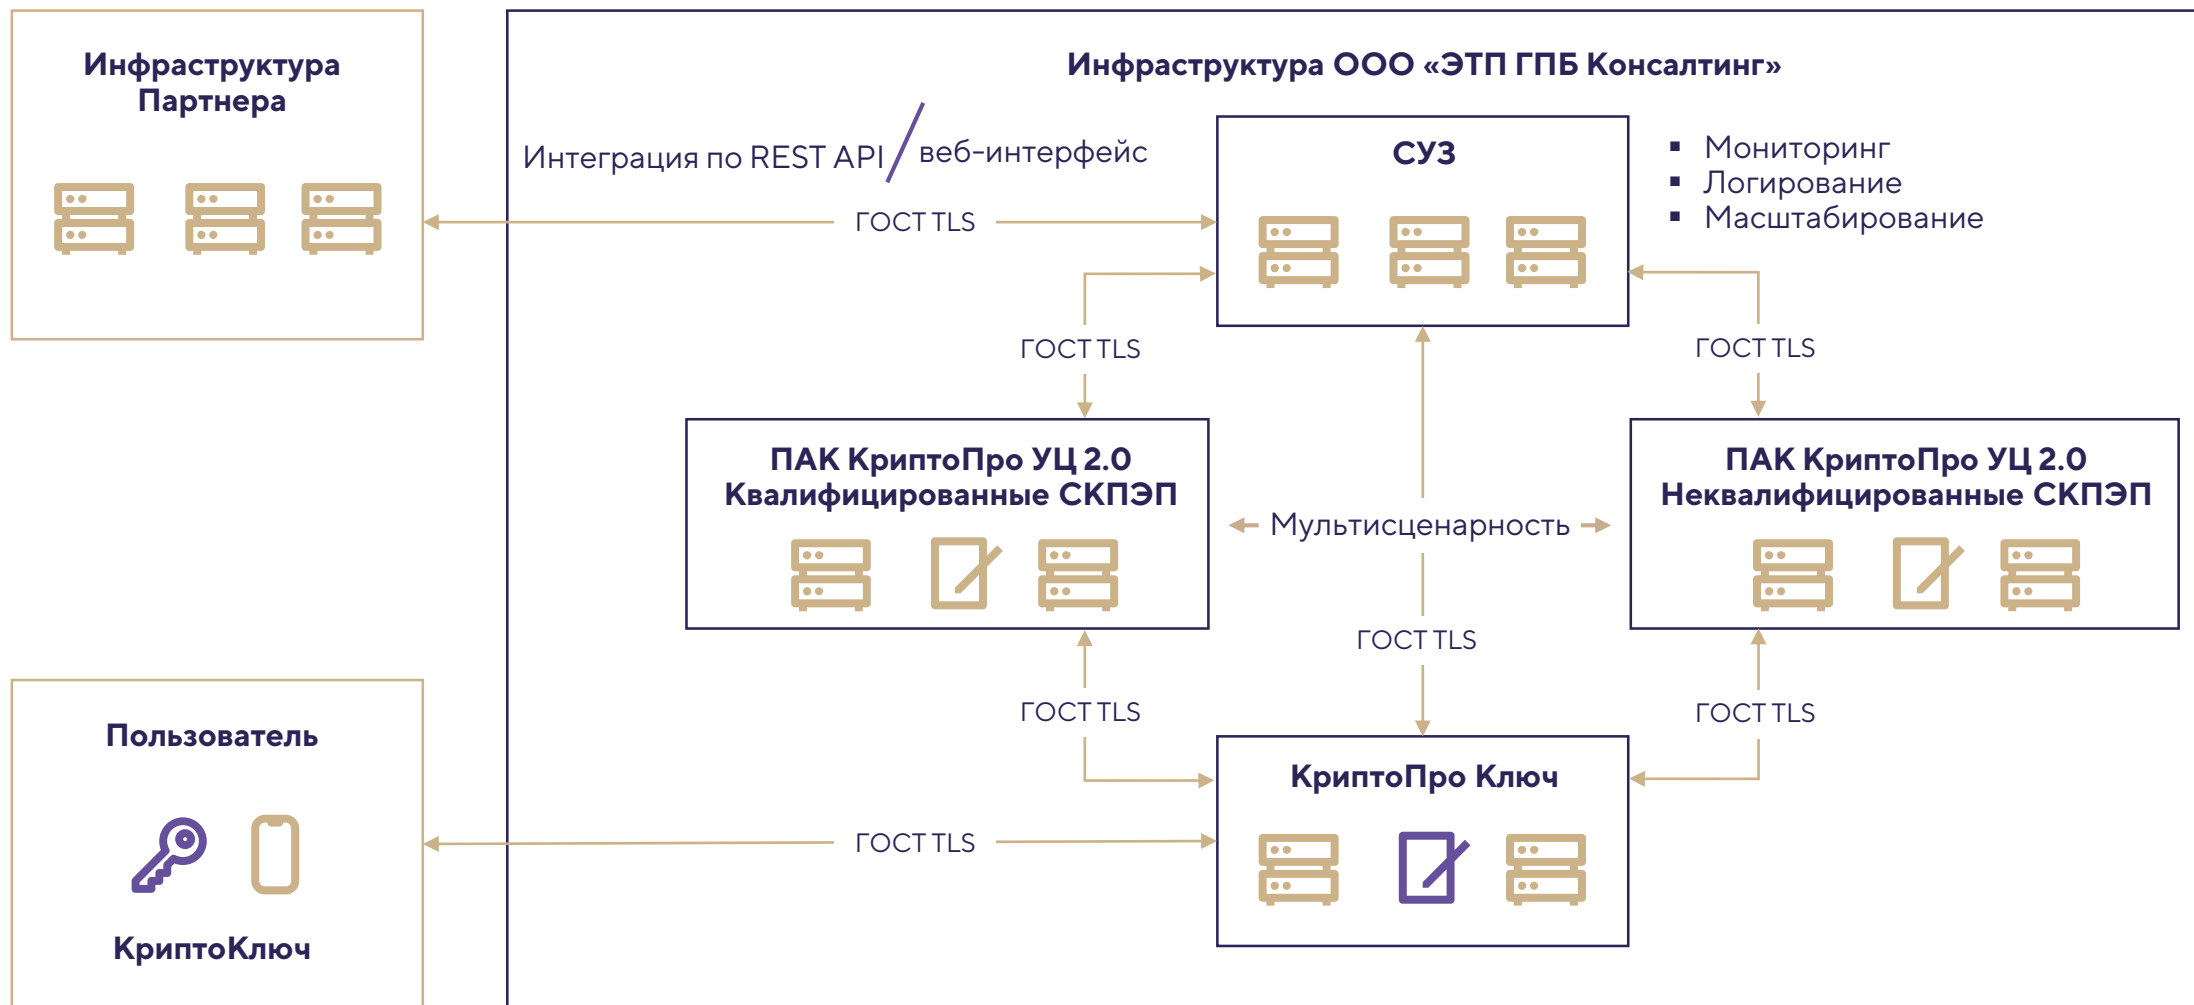 Инфраструктура
Партнера
Инфраструктура ООО «ЭТП ГПБ Консалтинг»
Интеграция по REST API / веб-интерфейс
ГОСТ TLS
СУЗ
▪ Мониторинг
▪ Логирование
▪ Масштабирование
ГОСТ TLS
ГОСТ TLS
ПАК КриптоПро УЦ 2.0
Квалифицированные СКПЭП
Мультисценарность
ПАК КриптоПро УЦ 2.0
Неквалифицированные СКПЭП
ГОСТ TLS
ГОСТ TLS
ГОСТ TLS
Пользователь
КриптоКлюч
ГОСТ TLS
КриптоПро Ключ